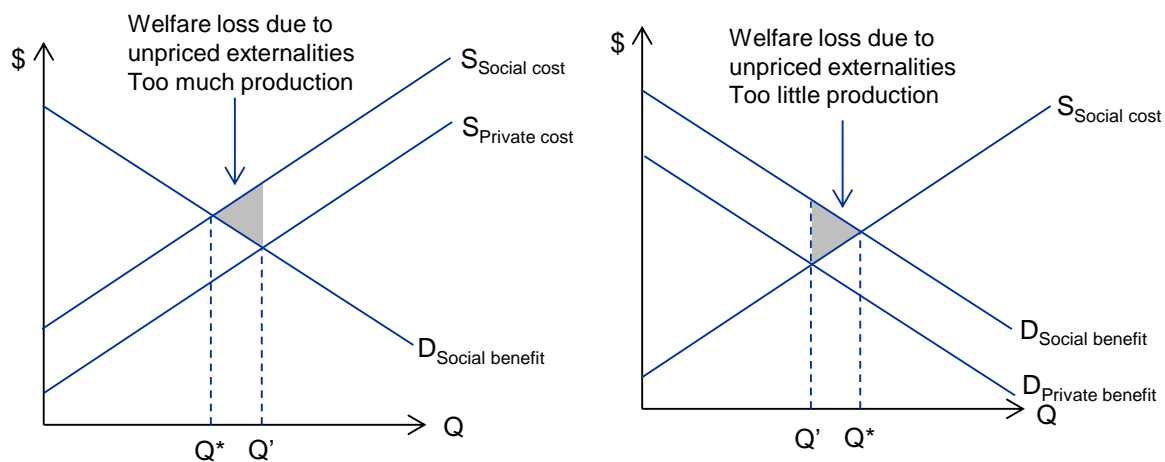 Welfare loss due to
unpriced externalities
Too much production
$
S Social cost
S Private cost
D Social benefit
Q
Q* Q’
Welfare loss due to
unpriced externalities
Too little production
$
S Social cost
D Social benefit
D Private benefit
Q
Q’ Q*